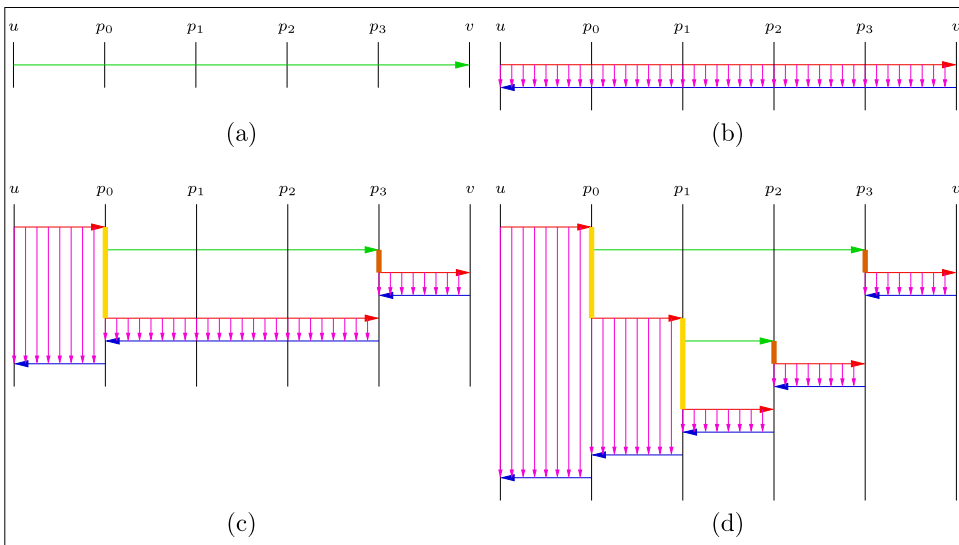 u p₀ p₁ p₂ p₃ v
u p₀ p₁ p₂ p₃ v
(a)
(b)
u p₀ p₁ p₂ p₃ v
u p₀ p₁ p₂ p₃ v
(c)
(d)